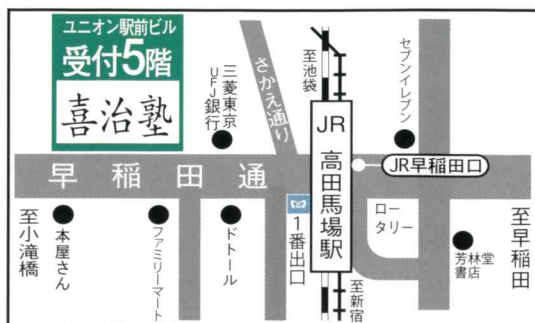 ユニオン駅前ビル
受付5階
喜治塾
三菱東京
UFJ銀行
さかえ通り
至池袋
セブンイレブン
JR 高田馬場駅
JR早稲田口
早稲田通
至小滝橋
本屋さん
ファミリーマート
ドトール
1番出口
ロー
タリー
芳林堂
書店
至早稲田
至新宿